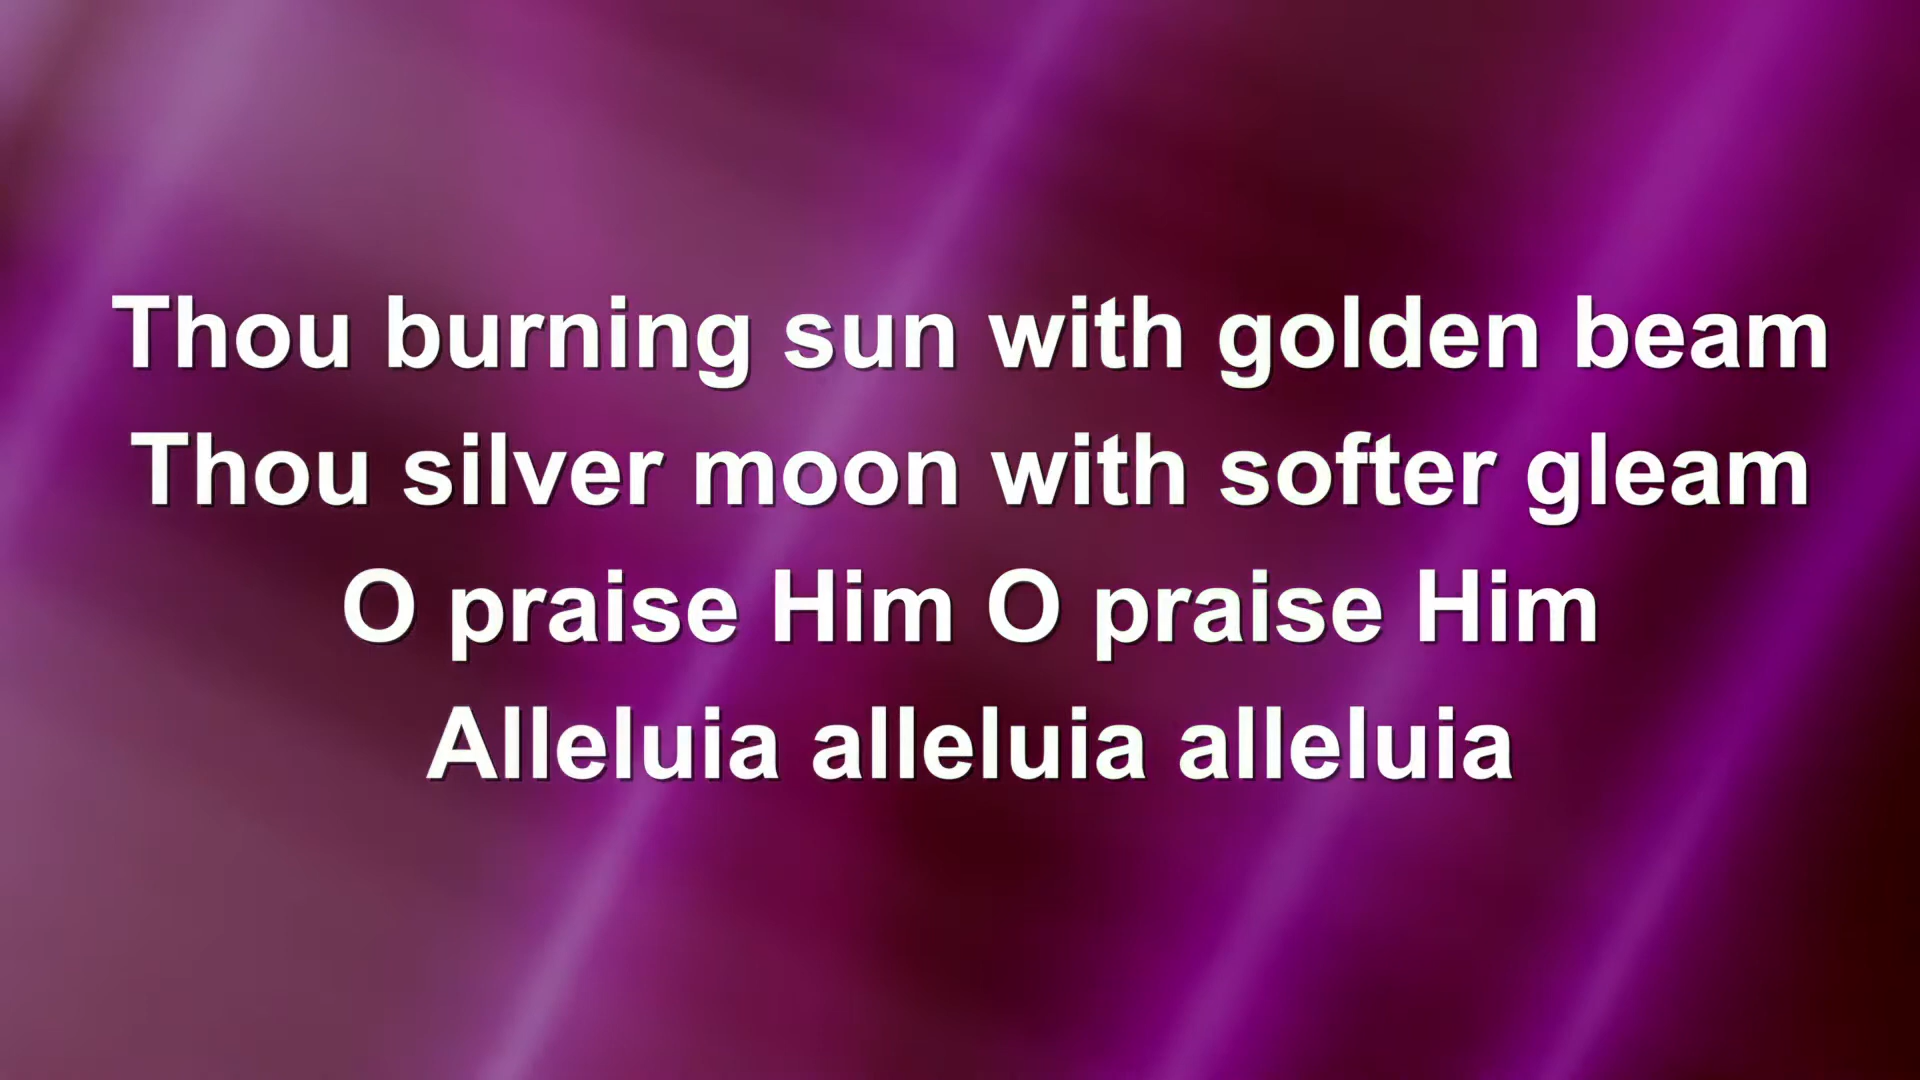 Thou burning sun with golden beam
Thou silver moon with softer gleam
O praise Him O praise Him
Alleluia alleluia alleluia